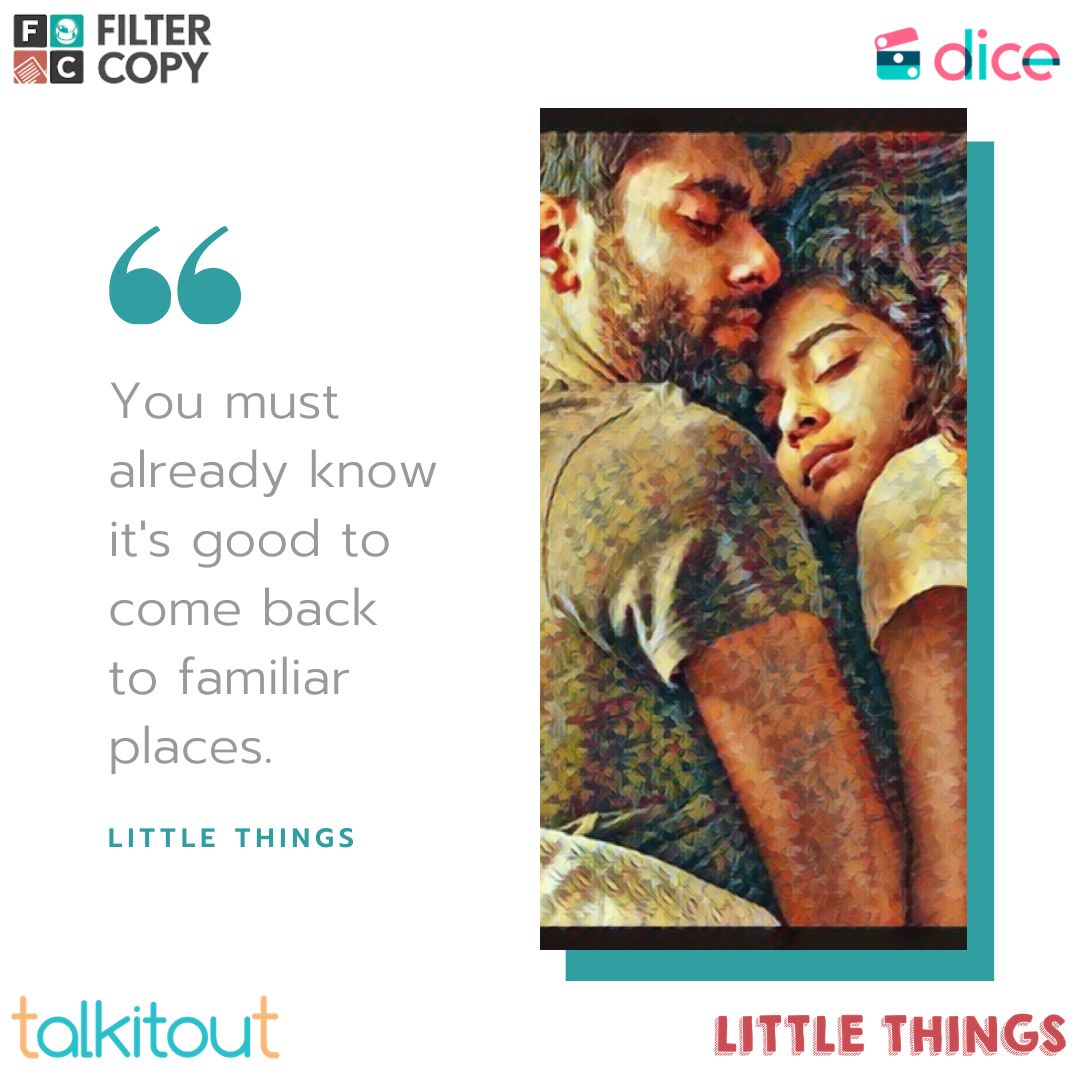 FILTER
COPY
F
C
dice
You must
already know
it's good to
come back
to familiar
places.
LITTLE THINGS
talkitout
LITTLE THINGS